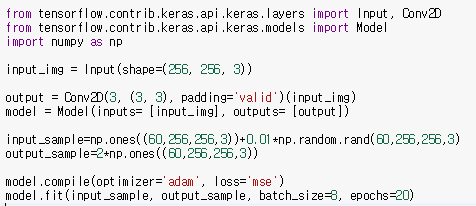 from tensorflow.contrib.keras.api.keras.layers import Input, Conv2D
from tensorflow.contrib.keras.api.keras.models import Model
import numpy as np
input_img = Input(shape=(256, 256, 3))
output = Conv2D(3, (3, 3), padding='valid')(input_img)
model = Model(inputs= [input_img], outputs= [output])
input_sample=np.ones((60,256,256,3))+0.01*np.random.rand(60,256,256,3)
output_sample=2*np.ones((60,256,256,3))
model.compile(optimizer='adam', loss='mse')
model.fit(input_sample, output_sample, batch_size=8, epochs=20)